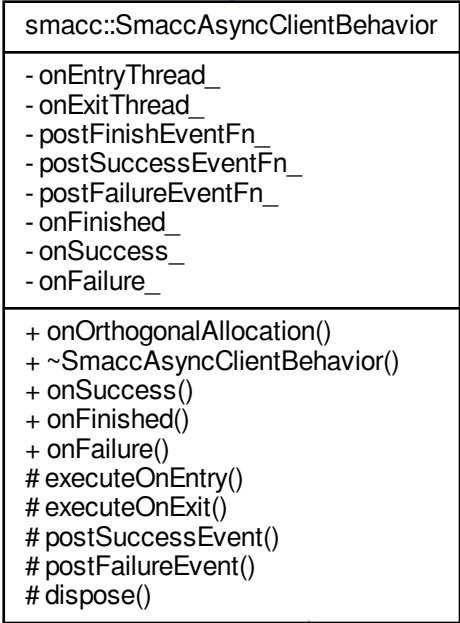 smacc::SmaccAsyncClientBehavior
- onEntryThread_
- onExitThread_
- postFinishEventFn_
- postSuccessEventFn_
- postFailureEventFn_
- onFinished_
- onSuccess_
- onFailure_
+ onOrthogonalAllocation()
+ ~SmaccAsyncClientBehavior()
+ onSuccess()
+ onFinished()
+ onFailure()
# executeOnEntry()
# executeOnExit()
# postSuccessEvent()
# postFailureEvent()
# dispose()